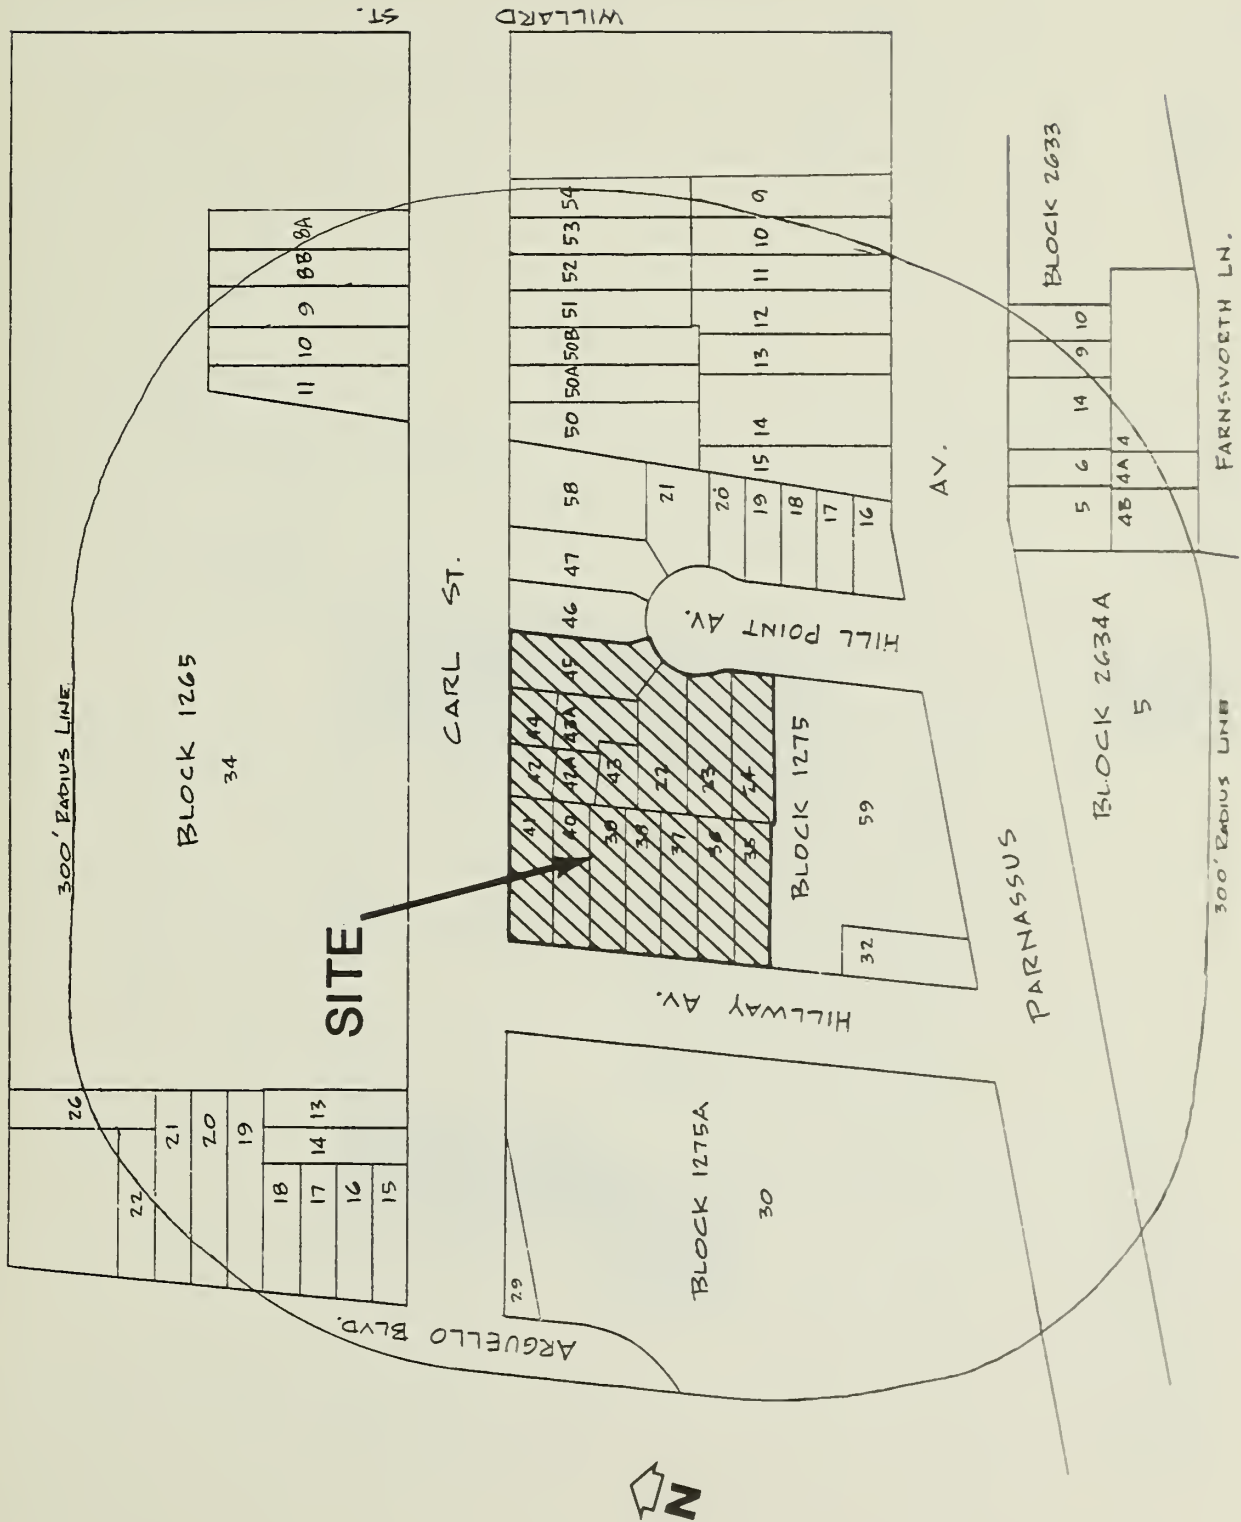 WILLARD
ST.
300' RADIUS LINE
BLOCK 1265
34
8A
8B
9
10
11
26
22
21
20
19
18
17
16
15
14
13
CARL ST.
SITE
54
53
52
51
50B
50A
50
58
47
46
45
44
43A
42
42A
43
22
23
24
41
40
39
38
37
36
35
9
10
11
12
13
14
15
21
20
19
18
17
16
HILL POINT AV.
BLOCK 1275
59
32
HILLWAY AV.
ARGUELLO BLVD.
29
BLOCK 1275A
30
PARNASSUS AV.
BLOCK 2633
10
9
14
6
5
4
4A
4B
FARNSWORTH LN.
BLOCK 2634A
5
300' RADIUS LINE
N